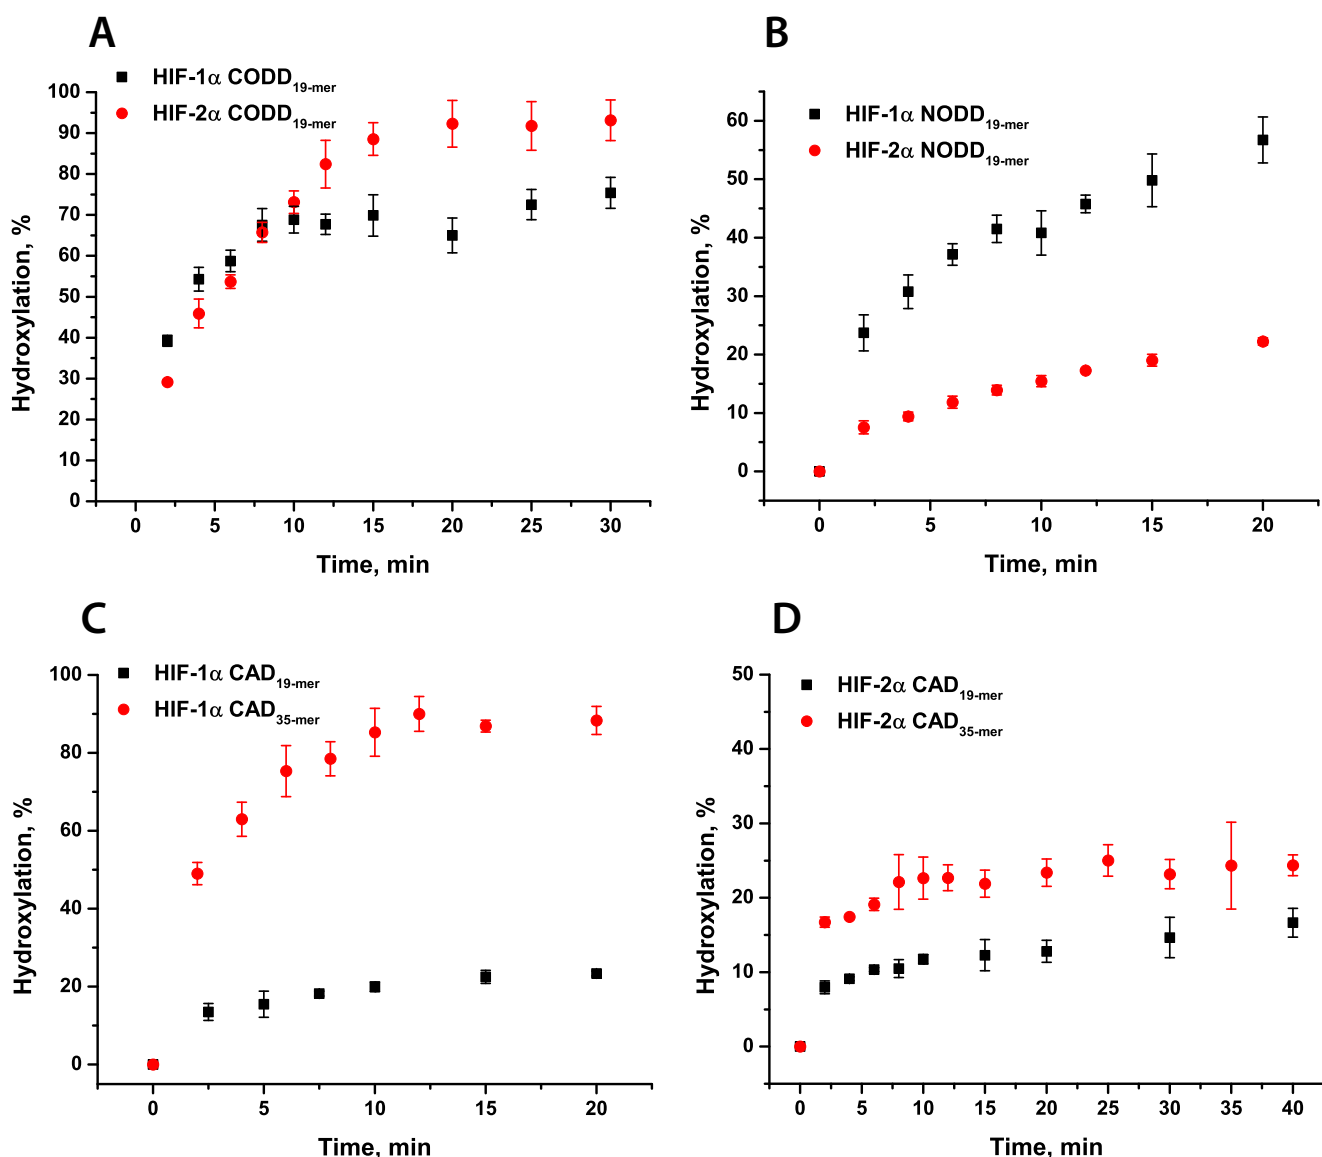 A
HIF-1α CODD19-mer
HIF-2α CODD19-mer
100
90
80
70
60
50
40
30
20
10
0
Hydroxylation, %
0 5 10 15 20 25 30
Time, min
B
HIF-1α NODD19-mer
HIF-2α NODD19-mer
60
50
40
30
20
10
0
Hydroxylation, %
0 5 10 15 20
Time, min
C
HIF-1α CAD19-mer
HIF-1α CAD35-mer
100
80
60
40
20
0
Hydroxylation, %
0 5 10 15 20
Time, min
D
HIF-2α CAD19-mer
HIF-2α CAD35-mer
50
40
30
20
10
0
Hydroxylation, %
0 5 10 15 20 25 30 35 40
Time, min